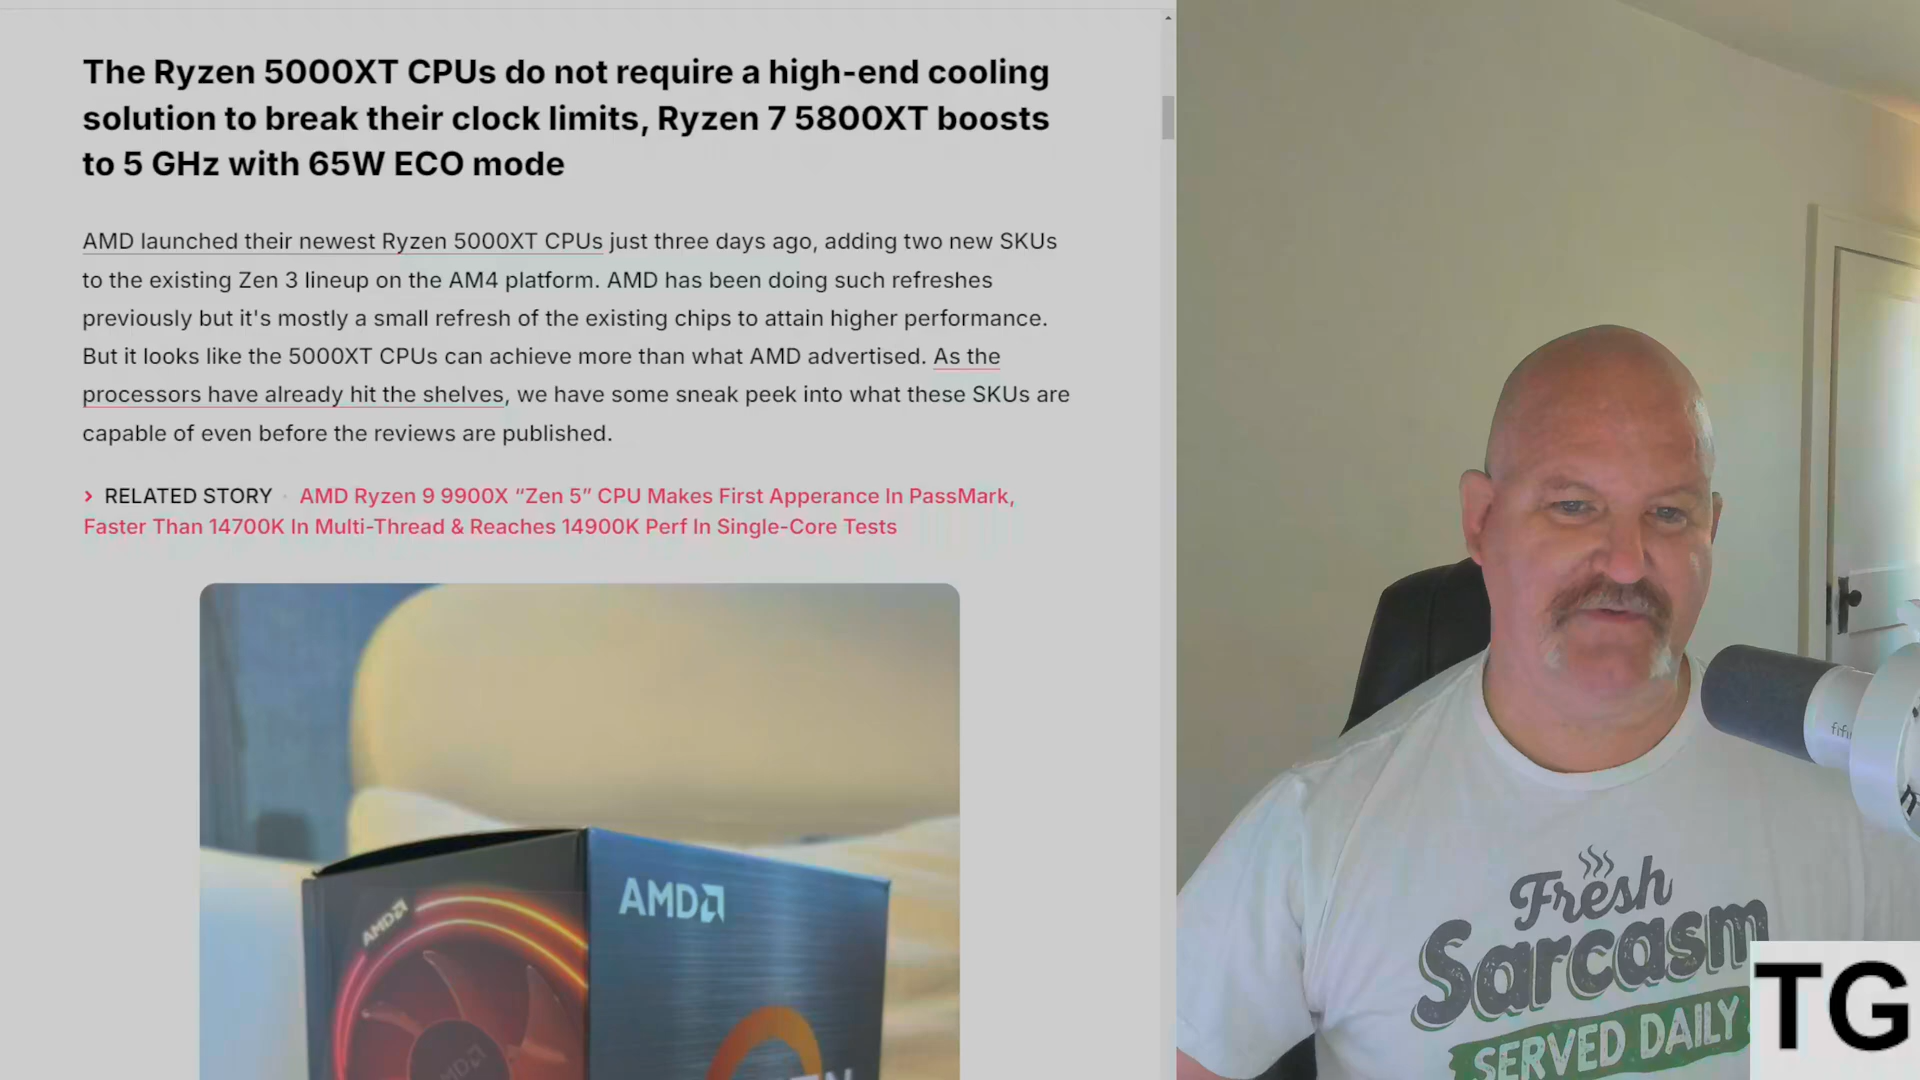 The Ryzen 5000XT CPUs do not require a high-end cooling
solution to break their clock limits, Ryzen 7 5800XT boosts
to 5 GHz with 65W ECO mode
AMD launched their newest Ryzen 5000XT CPUs just three days ago, adding two new SKUs
to the existing Zen 3 lineup on the AM4 platform. AMD has been doing such refreshes
previously but it's mostly a small refresh of the existing chips to attain higher performance.
But it looks like the 5000XT CPUs can achieve more than what AMD advertised. As the
processors have already hit the shelves, we have some sneak peek into what these SKUs are
capable of even before the reviews are published.
RELATED STORY · AMD Ryzen 9 9900X “Zen 5” CPU Makes First Apperance In PassMark,
Faster Than 14700K In Multi-Thread & Reaches 14900K Perf In Single-Core Tests
AMD
AMD
AMD
Fresh
Sarcasm
SERVED DAILY
TG